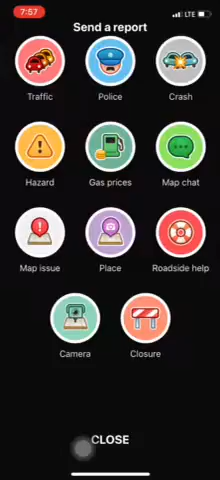 7:57
LTE
Send a report
Traffic
Police
Crash
Hazard
Gas prices
Map chat
Map issue
Place
Roadside help
Camera
Closure
CLOSE